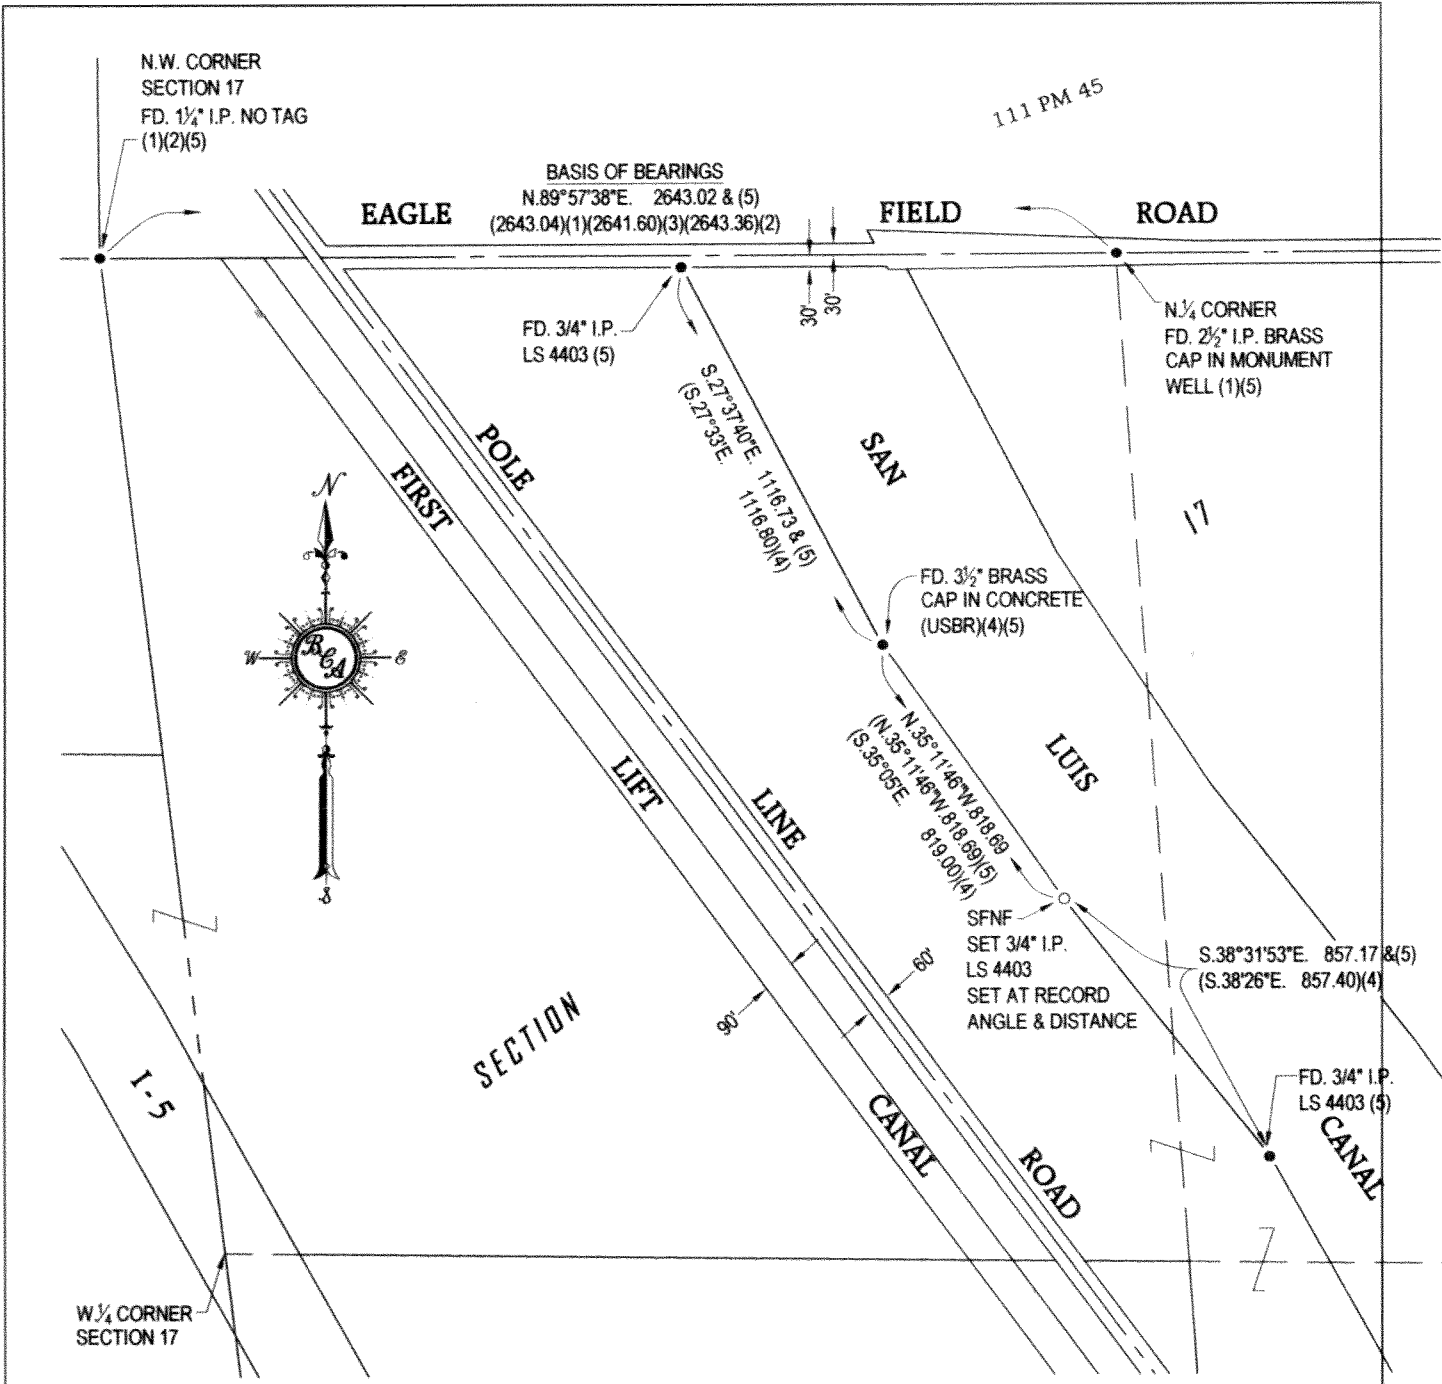 N.W. CORNER
SECTION 17
FD. 1¼" I.P. NO TAG
(1)(2)(5)
111 PM 45
BASIS OF BEARINGS
N.89°57'38"E. 2643.02 & (5)
(2643.04)(1)(2641.60)(3)(2643.36)(2)
EAGLE FIELD ROAD
FD. 3/4" I.P.
LS 4403 (5)
30'
30'
N.¼ CORNER
FD. 2½" I.P. BRASS
CAP IN MONUMENT
WELL (1)(5)
S.27°37'40"E. 1116.73 & (5)
(S.27°33'E. 1116.80)(4)
POLE LINE ROAD
FIRST LIFT CANAL
SAN LUIS CANAL
SECTION 17
N
W
E
S
BCA
FD. 3½" BRASS
CAP IN CONCRETE
(USBR)(4)(5)
N.35°11'46"W. 818.69
(N.35°11'46"W. 818.69)(5)
(S.35°05'E. 819.00)(4)
SFNF
SET 3/4" I.P.
LS 4403
SET AT RECORD
ANGLE & DISTANCE
S.38°31'53"E. 857.17 &(5)
(S.38°26"E. 857.40)(4)
60'
90'
I-5
FD. 3/4" I.P.
LS 4403 (5)
W.¼ CORNER
SECTION 17